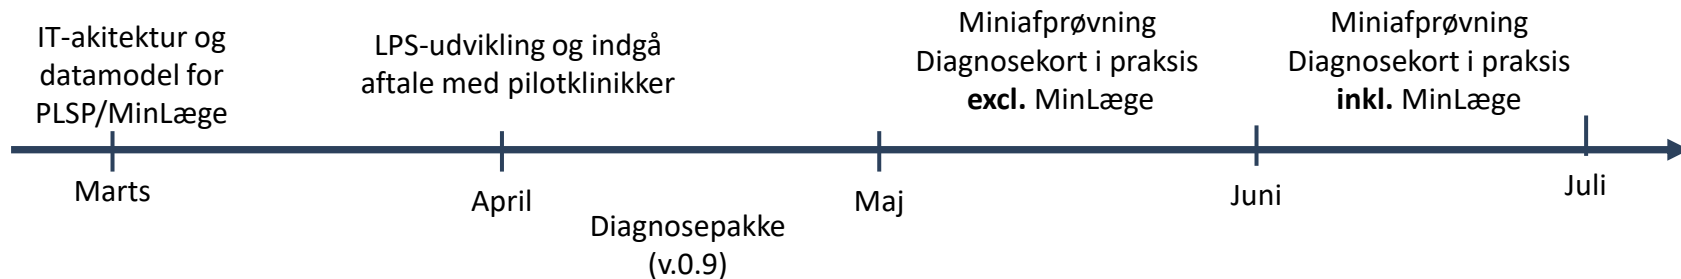 IT-akitektur og
datamodel for
PLSP/MinLæge
LPS-udvikling og indgå
aftale med pilotklinikker
Miniafprøvning
Diagnosekort i praksis
excl. MinLæge
Miniafprøvning
Diagnosekort i praksis
inkl. MinLæge
Marts
April
Maj
Juni
Juli
Diagnosepakke
(v.0.9)